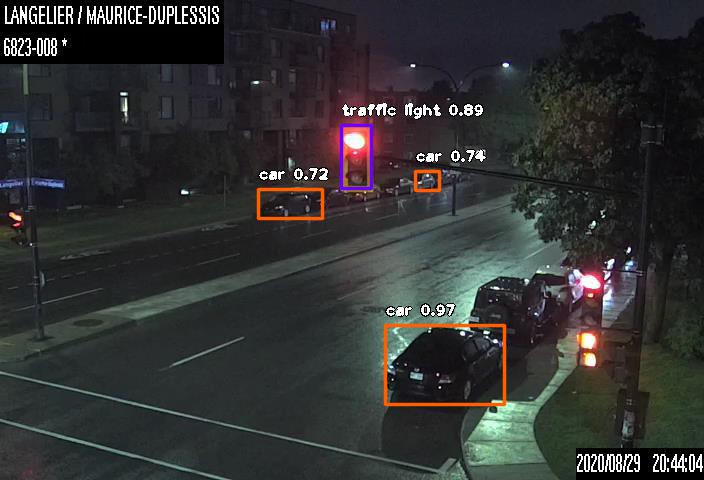 LANGELIER / MAURICE-DUPLESSIS
6823-008 *
traffic light 0.89
car 0.74
car 0.72
Langelier
car 0.97
2020/08/29 20:44:04